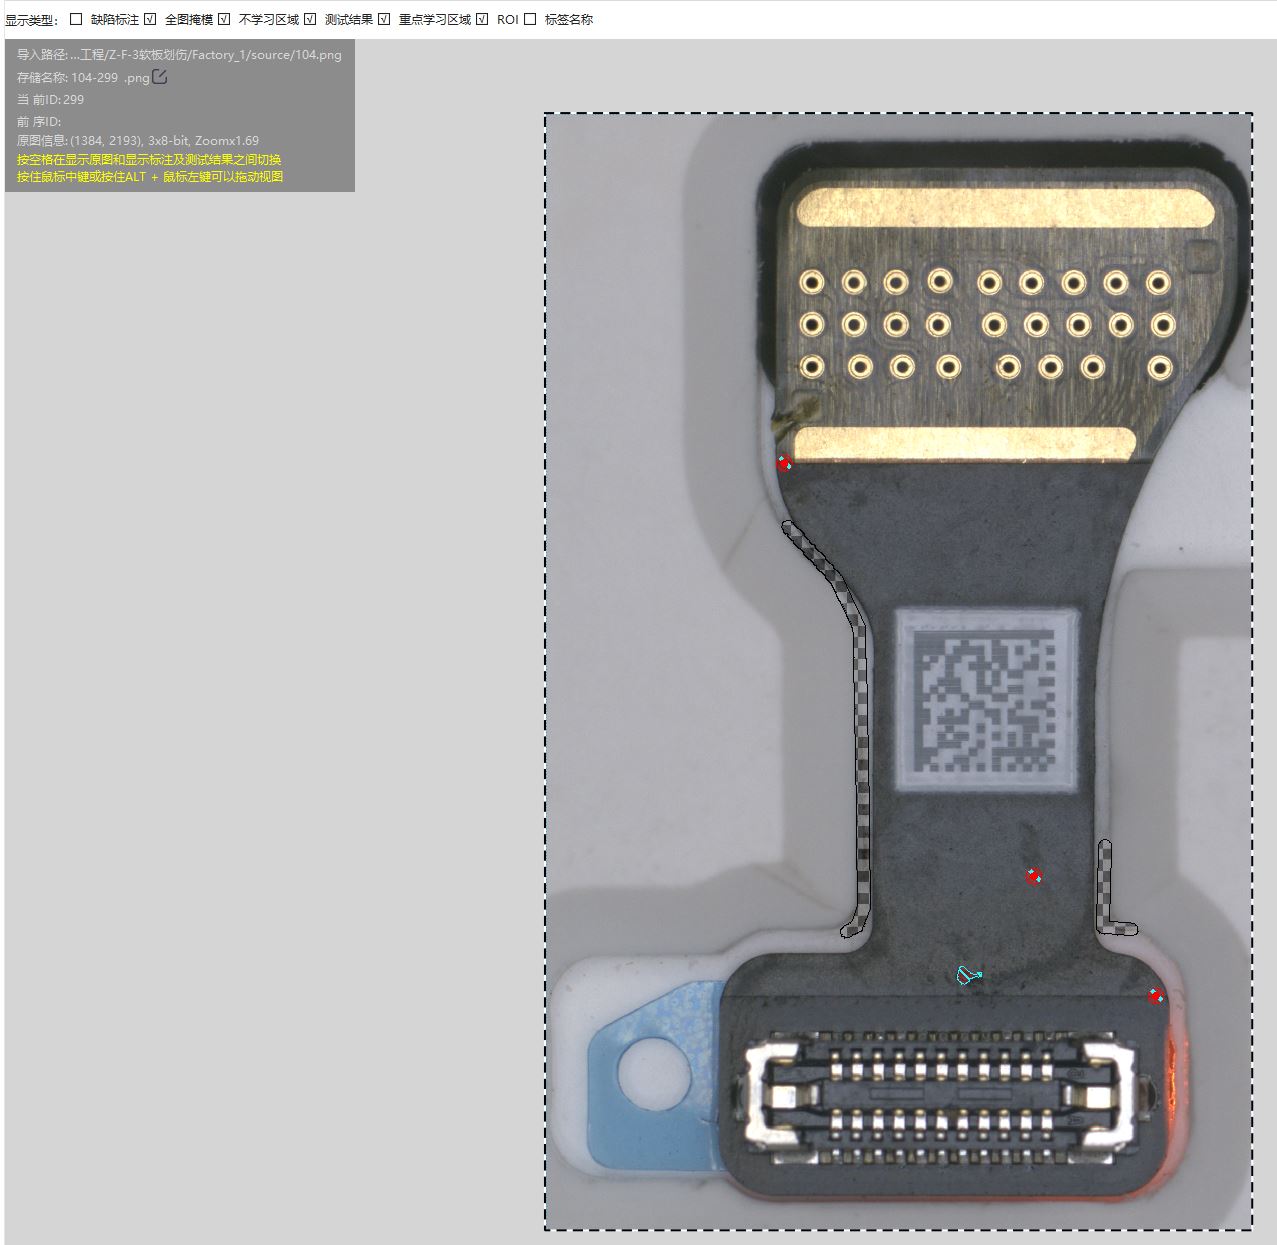 显示类型: 缺陷标注 全图掩模 不学习区域 测试结果 重点学习区域 ROI 标签名称
导入路径: ...工程/Z-F-3软板划伤/Factory_1/source/104.png
存储名称: 104-299 .png
当 前ID: 299
前 序ID:
原图信息: (1384, 2193), 3x8-bit, Zoomx1.69
按空格在显示原图和显示标注及测试结果之间切换
按住鼠标中键或按住ALT + 鼠标左键可以拖动视图